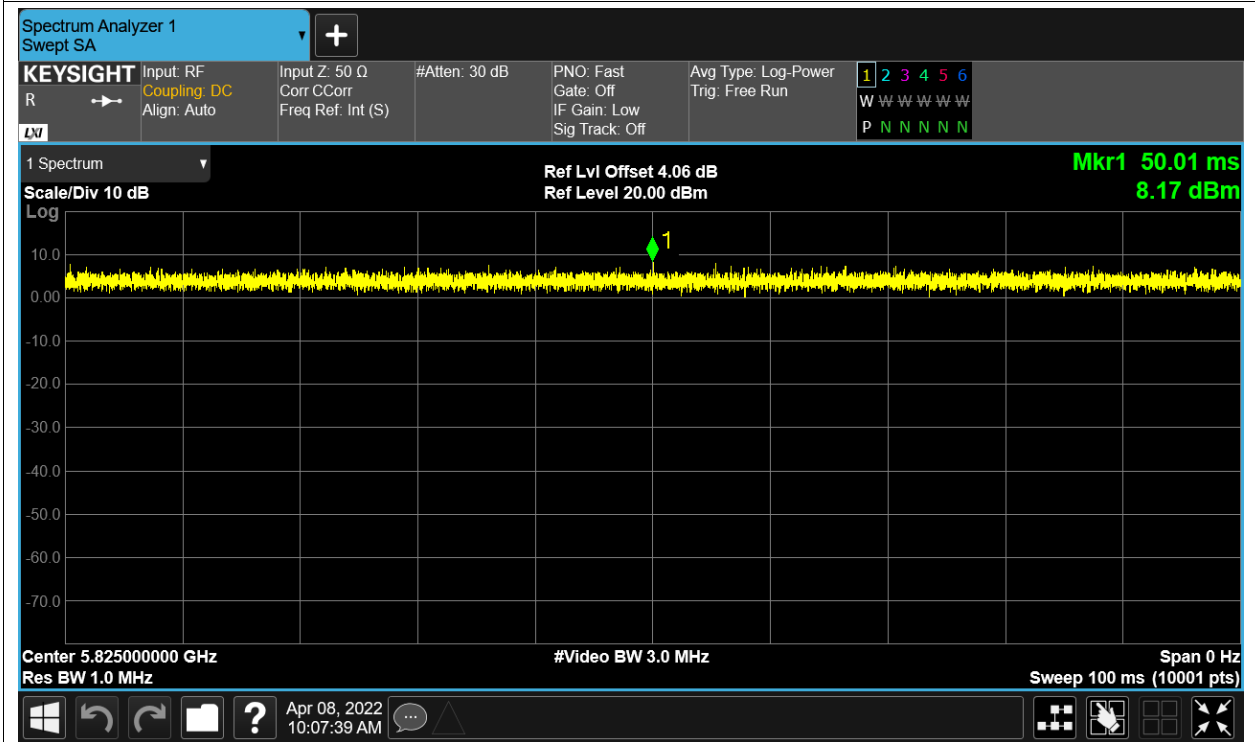 Spectrum Analyzer 1
Swept SA
+
KEYSIGHT Input: RF Input Z: 50 Ω #Atten: 30 dB PNO: Fast Avg Type: Log-Power 1 2 3 4 5 6
R Coupling: DC Corr CCorr Gate: Off Trig: Free Run W W W W W W
Align: Auto Freq Ref: Int (S) IF Gain: Low P N N N N N
LXI Sig Track: Off
1 Spectrum Ref Lvl Offset 4.06 dB Mkr1 50.01 ms
Scale/Div 10 dB Ref Level 20.00 dBm 8.17 dBm
Log
1
10.0
0.00
-10.0
-20.0
-30.0
-40.0
-50.0
-60.0
-70.0
Center 5.825000000 GHz #Video BW 3.0 MHz Span 0 Hz
Res BW 1.0 MHz Sweep 100 ms (10001 pts)
? Apr 08, 2022
10:07:39 AM